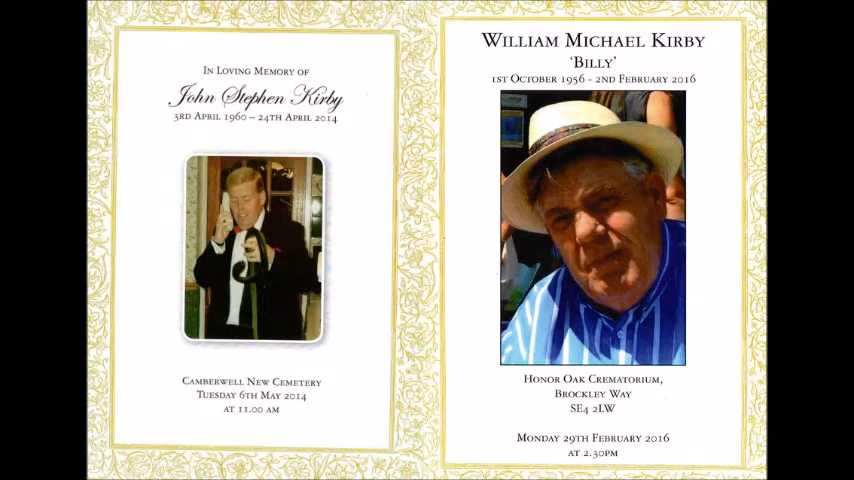 In Loving Memory of
John Stephen Kirby
3rd April 1960 – 24th April 2014
Camberwell New Cemetery
Tuesday 6th May 2014
at 11.00 am
William Michael Kirby
'Billy'
1st October 1956 - 2nd February 2016
Honor Oak Crematorium,
Brockley Way
SE4 2LW
Monday 29th February 2016
at 2.30pm